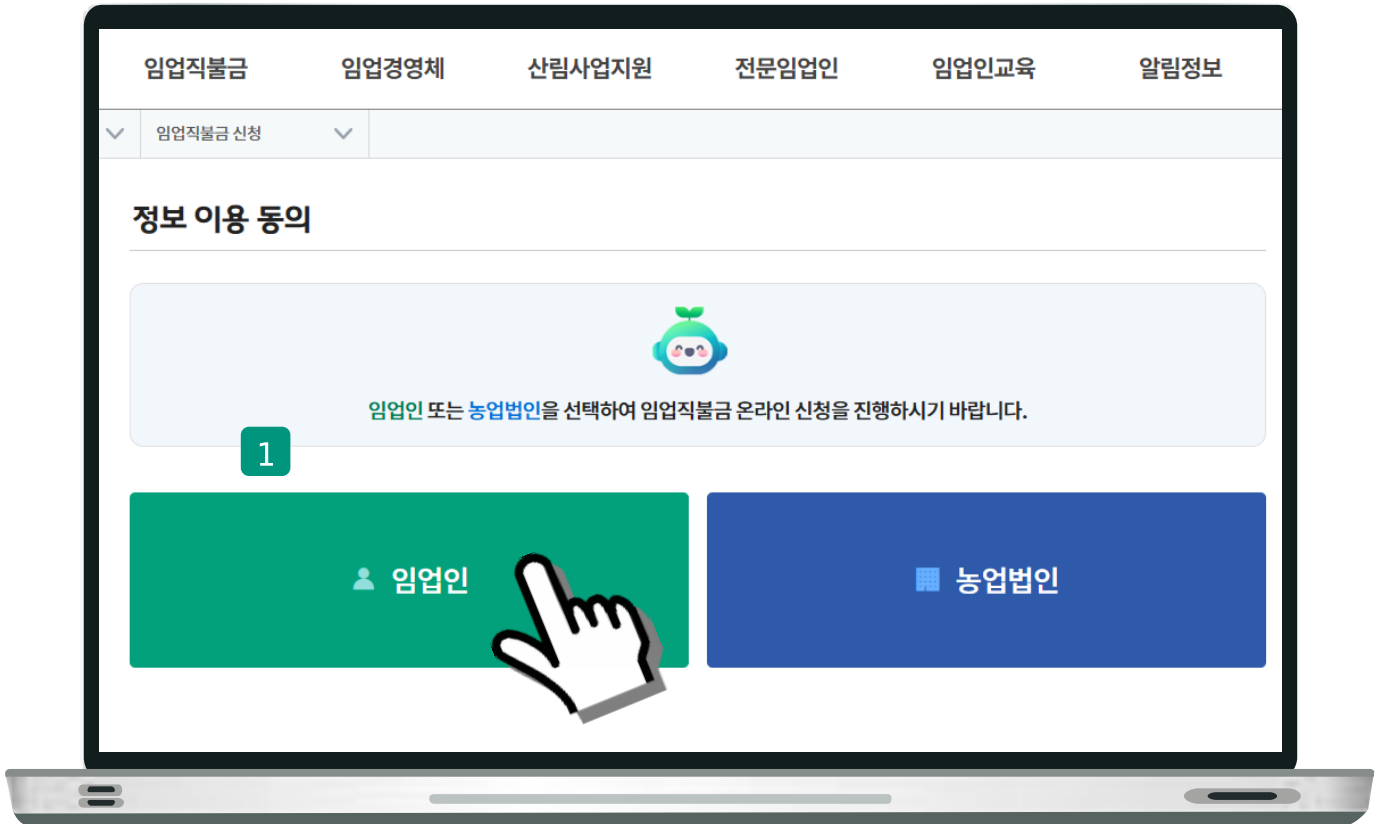 임업직불금 임업경영체 산림사업지원 전문임업인 임업인교육 알림정보
임업직불금 신청
정보 이용 동의
임업인 또는 농업법인을 선택하여 임업직불금 온라인 신청을 진행하시기 바랍니다.
1
임업인 농업법인